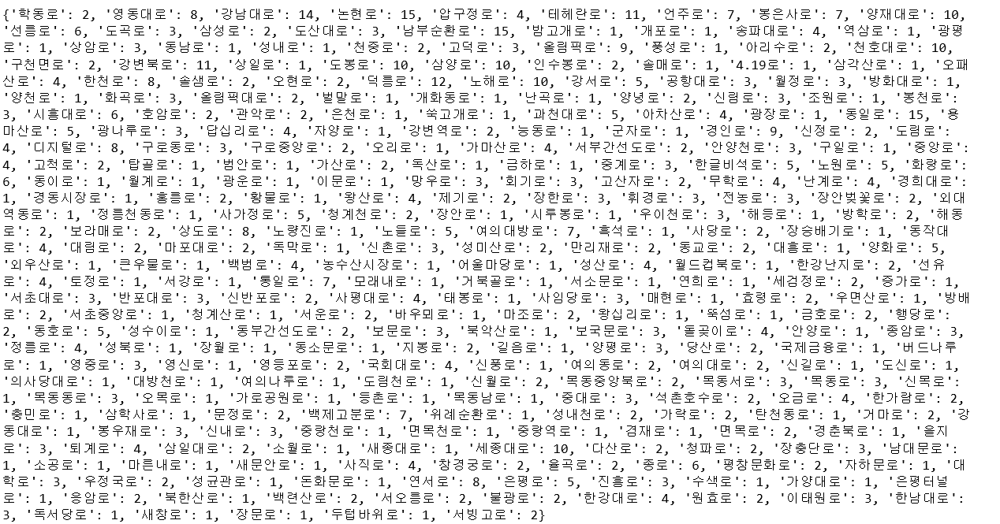 {'학동로': 2, '영동대로': 8, '강남대로': 14, '논현로': 15, '압구정로': 4, '테헤란로': 11, '언주로': 7, '봉은사로': 7, '양재대로': 10,
'선릉로': 6, '도곡로': 3, '삼성로': 2, '도산대로': 3, '남부순환로': 15, '밤고개로': 1, '개포로': 1, '송파대로': 4, '역삼로': 1, '광평
로': 1, '상암로': 3, '동남로': 1, '성내로': 1, '천중로': 2, '고덕로': 3, '올림픽로': 9, '풍성로': 1, '아리수로': 2, '천호대로': 10,
'구천면로': 2, '강변북로': 11, '상일로': 1, '도봉로': 10, '삼양로': 10, '인수봉로': 2, '솔매로': 1, '4.19로': 1, '삼각산로': 1, '오패
산로': 4, '한천로': 8, '솔샘로': 2, '오현로': 2, '덕릉로': 12, '노해로': 10, '강서로': 5, '공항대로': 3, '월정로': 3, '방화대로': 1,
'양천로': 1, '화곡로': 3, '올림픽대로': 2, '벌말로': 1, '개화동로': 1, '난곡로': 1, '양녕로': 2, '신림로': 3, '조원로': 1, '봉천로':
3, '시흥대로': 6, '호암로': 2, '관악로': 2, '은천로': 1, '쑥고개로': 1, '과천대로': 5, '아차산로': 4, '광장로': 1, '동일로': 15, '용
마산로': 5, '광나루로': 3, '답십리로': 4, '자양로': 1, '강변역로': 2, '능동로': 1, '군자로': 1, '경인로': 9, '신정로': 2, '도림로':
4, '디지털로': 8, '구로동로': 3, '구로중앙로': 2, '오리로': 1, '가마산로': 4, '서부간선도로': 2, '안양천로': 3, '구일로': 1, '중앙로':
4, '고척로': 2, '탑골로': 1, '범안로': 1, '가산로': 2, '독산로': 1, '금하로': 1, '중계로': 3, '한글비석로': 5, '노원로': 5, '화랑로':
6, '동이로': 1, '월계로': 1, '광운로': 1, '이문로': 1, '망우로': 3, '회기로': 3, '고산자로': 2, '무학로': 4, '난계로': 4, '경희대로':
1, '경동시장로': 1, '홍릉로': 2, '황물로': 1, '왕산로': 4, '제기로': 2, '장한로': 3, '휘경로': 3, '전농로': 3, '장안벚꽃로': 2, '외대
역동로': 1, '정릉천동로': 1, '사가정로': 5, '청계천로': 2, '장안로': 1, '시루봉로': 1, '우이천로': 3, '해등로': 1, '방학로': 2, '해동
로': 2, '보라매로': 2, '상도로': 8, '노량진로': 1, '노들로': 5, '여의대방로': 7, '흑석로': 1, '사당로': 2, '장승배기로': 1, '동작대
로': 4, '대림로': 2, '마포대로': 2, '독막로': 1, '신촌로': 3, '성미산로': 2, '만리재로': 2, '동교로': 2, '대흥로': 1, '양화로': 5,
'외우산로': 1, '큰우물로': 1, '백범로': 4, '농수산시장로': 1, '어울마당로': 1, '성산로': 4, '월드컵북로': 1, '한강난지로': 2, '선유
로': 4, '토정로': 1, '서강로': 1, '통일로': 7, '모래내로': 1, '거북골로': 1, '서소문로': 1, '연희로': 1, '세검정로': 2, '증가로': 1,
'서초대로': 3, '반포대로': 3, '신반포로': 2, '사평대로': 4, '태봉로': 1, '사임당로': 3, '매헌로': 1, '효령로': 2, '우면산로': 1, '방배
로': 2, '서초중앙로': 1, '청계산로': 1, '서운로': 2, '바우뫼로': 1, '마조로': 2, '왕십리로': 1, '뚝섬로': 1, '금호로': 2, '행당로':
2, '동호로': 5, '성수이로': 1, '동부간선도로': 2, '보문로': 3, '북악산로': 1, '보국문로': 3, '돌곶이로': 4, '안양로': 1, '종암로': 3,
'정릉로': 4, '성북로': 1, '장월로': 1, '동소문로': 1, '지봉로': 2, '길음로': 1, '양평로': 3, '당산로': 2, '국제금융로': 1, '버드나루
로': 1, '영중로': 3, '영신로': 1, '영등포로': 2, '국회대로': 4, '신풍로': 1, '여의동로': 2, '여의대로': 2, '신길로': 1, '도신로': 1,
'의사당대로': 1, '대방천로': 1, '여의나루로': 1, '도림천로': 1, '신월로': 2, '목동중앙북로': 2, '목동서로': 3, '목동로': 3, '신목로':
1, '목동동로': 3, '오목로': 1, '가로공원로': 1, '등촌로': 1, '목동남로': 1, '중대로': 3, '석촌호수로': 2, '오금로': 4, '한가람로': 2,
'충민로': 1, '삼학사로': 1, '문정로': 2, '백제고분로': 7, '위례순환로': 1, '성내천로': 2, '가락로': 2, '탄천동로': 1, '거마로': 2, '강
동대로': 1, '봉우재로': 3, '신내로': 3, '중랑천로': 1, '면목천로': 1, '중랑역로': 1, '겸재로': 1, '면목로': 2, '경춘북로': 1, '을지
로': 3, '퇴계로': 4, '삼일대로': 2, '소월로': 1, '새종대로': 1, '세종대로': 10, '다산로': 2, '청파로': 2, '장충단로': 3, '남대문로':
1, '소공로': 1, '마른내로': 1, '새문안로': 1, '사직로': 4, '창경궁로': 2, '율곡로': 2, '종로': 6, '평창문화로': 2, '자하문로': 1, '대
학로': 3, '우정국로': 2, '성균관로': 1, '돈화문로': 1, '연서로': 8, '은평로': 5, '진흥로': 3, '수색로': 1, '가양대로': 1, '은평터널
로': 1, '응암로': 2, '북한산로': 1, '백련산로': 2, '서오릉로': 2, '불광로': 2, '한강대로': 4, '원효로': 2, '이태원로': 3, '한남대로':
3, '독서당로': 1, '새창로': 1, '장문로': 1, '두텁바위로': 1, '서빙고로': 2}